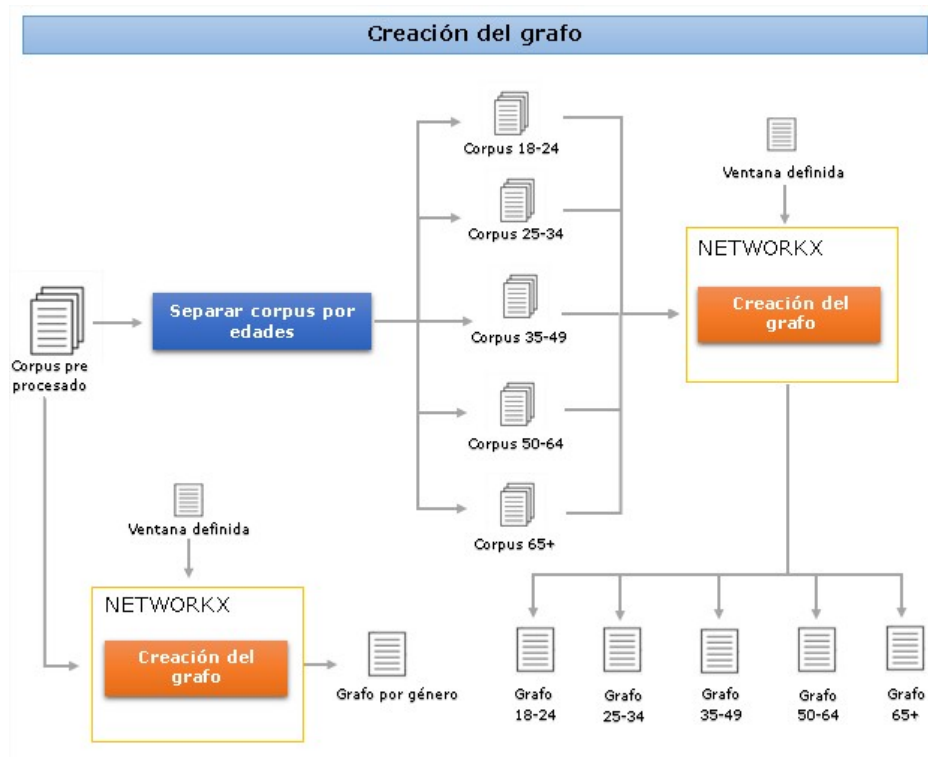 Creación del grafo
Corpus 18-24
Ventana definida
Corpus 25-34
NETWORKX
Separar corpus por
edades
Creación del
grafo
Corpus 35-49
Corpus pre
procesado
Corpus 50-64
Ventana definida
Corpus 65+
NETWORKX
Creación del
grafo
Grafo por género
Grafo
18-24
Grafo
25-34
Grafo
35-49
Grafo
50-64
Grafo
65+